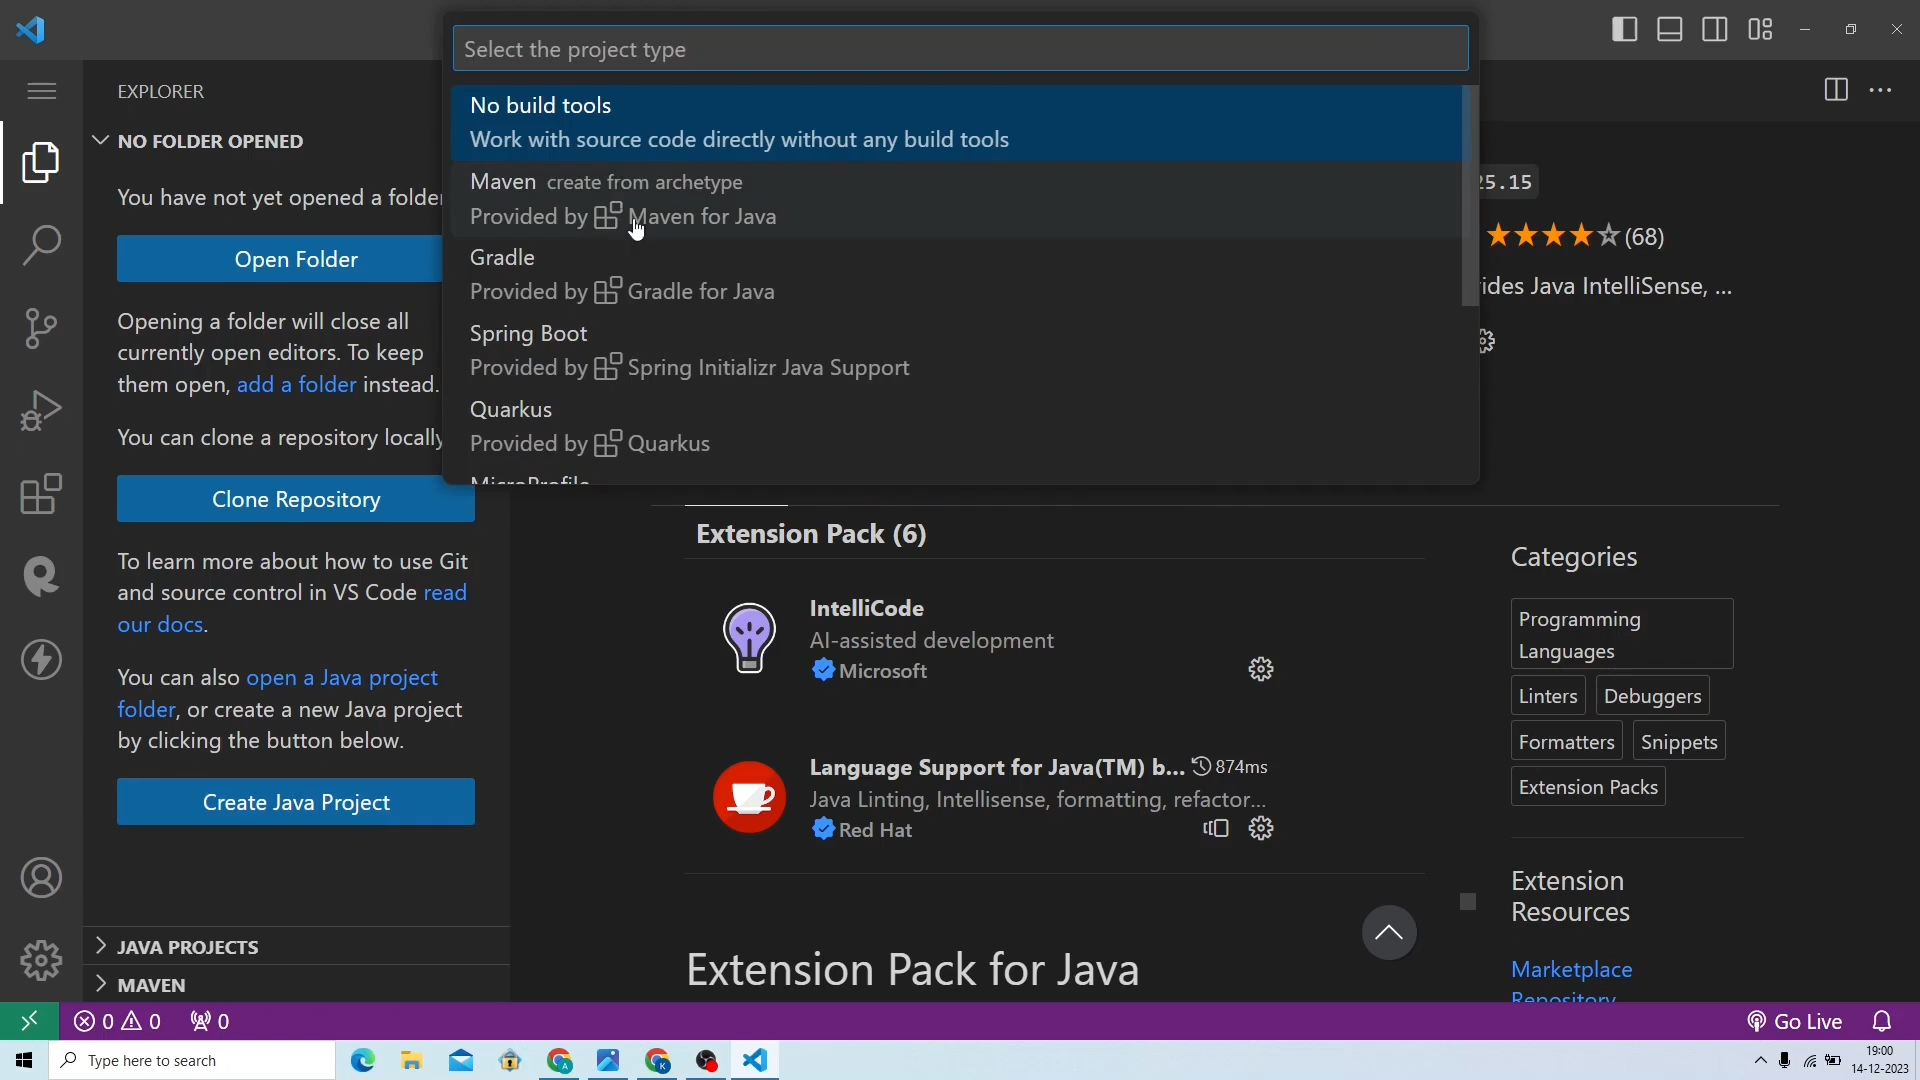 Select the project type
No build tools
Work with source code directly without any build tools
Maven create from archetype
Provided by Maven for Java
Gradle
Provided by Gradle for Java
Spring Boot
Provided by Spring Initializr Java Support
Quarkus
Provided by Quarkus
MicroProfile
EXPLORER
NO FOLDER OPENED
You have not yet opened a folder
Open Folder
Opening a folder will close all
currently open editors. To keep
them open, add a folder instead.
You can clone a repository locally
Clone Repository
To learn more about how to use Git
and source control in VS Code read
our docs.
You can also open a Java project
folder, or create a new Java project
by clicking the button below.
Create Java Project
JAVA PROJECTS
MAVEN
25.15
(68)
ides Java IntelliSense, ...
Extension Pack (6)
IntelliCode
AI-assisted development
Microsoft
Language Support for Java(TM) b... 874ms
Java Linting, Intellisense, formatting, refactor...
Red Hat
Extension Pack for Java
Categories
Programming
Languages
Linters Debuggers
Formatters Snippets
Extension Packs
Extension
Resources
Marketplace
Repository
0 0 0
Go Live
Type here to search
19:00
14-12-2023